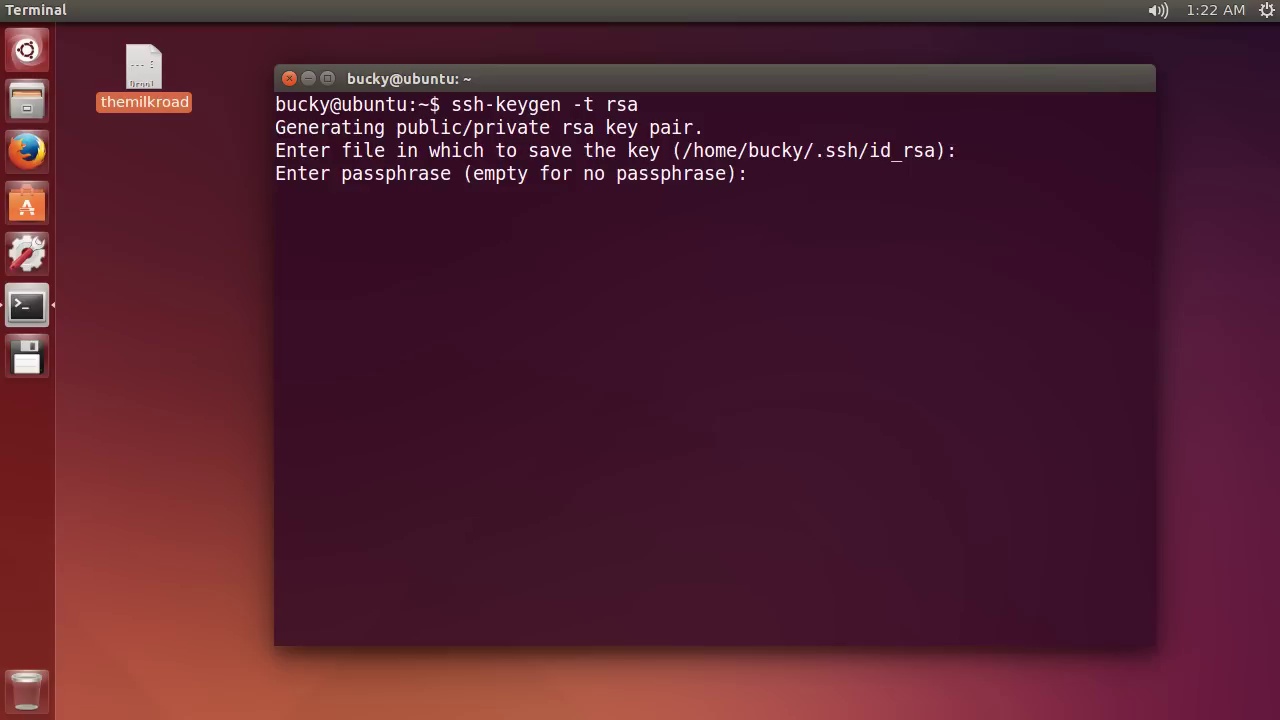 Terminal
1:22 AM
themilkroad
bucky@ubuntu: ~
bucky@ubuntu:~$ ssh-keygen -t rsa
Generating public/private rsa key pair.
Enter file in which to save the key (/home/bucky/.ssh/id_rsa):
Enter passphrase (empty for no passphrase):